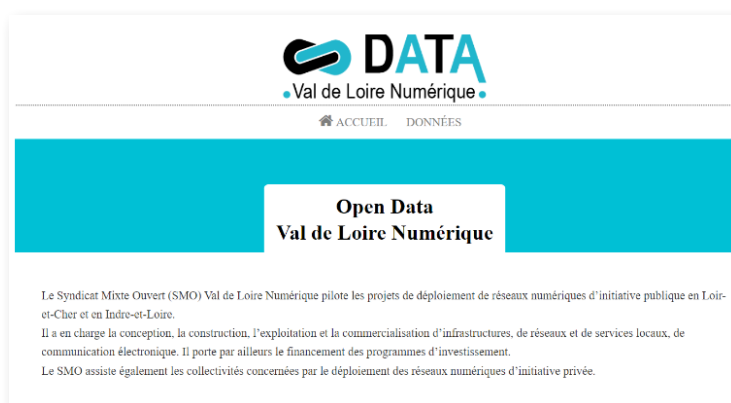 DATA
Val de Loire Numérique
ACCUEIL DONNÉES
Open Data
Val de Loire Numérique
Le Syndicat Mixte Ouvert (SMO) Val de Loire Numérique pilote les projets de déploiement de réseaux numériques d’initiative publique en Loir-
et-Cher et en Indre-et-Loire.
Il a en charge la conception, la construction, l’exploitation et la commercialisation d’infrastructures, de réseaux et de services locaux, de
communication électronique. Il porte par ailleurs le financement des programmes d’investissement.
Le SMO assiste également les collectivités concernées par le déploiement des réseaux numériques d’initiative privée.